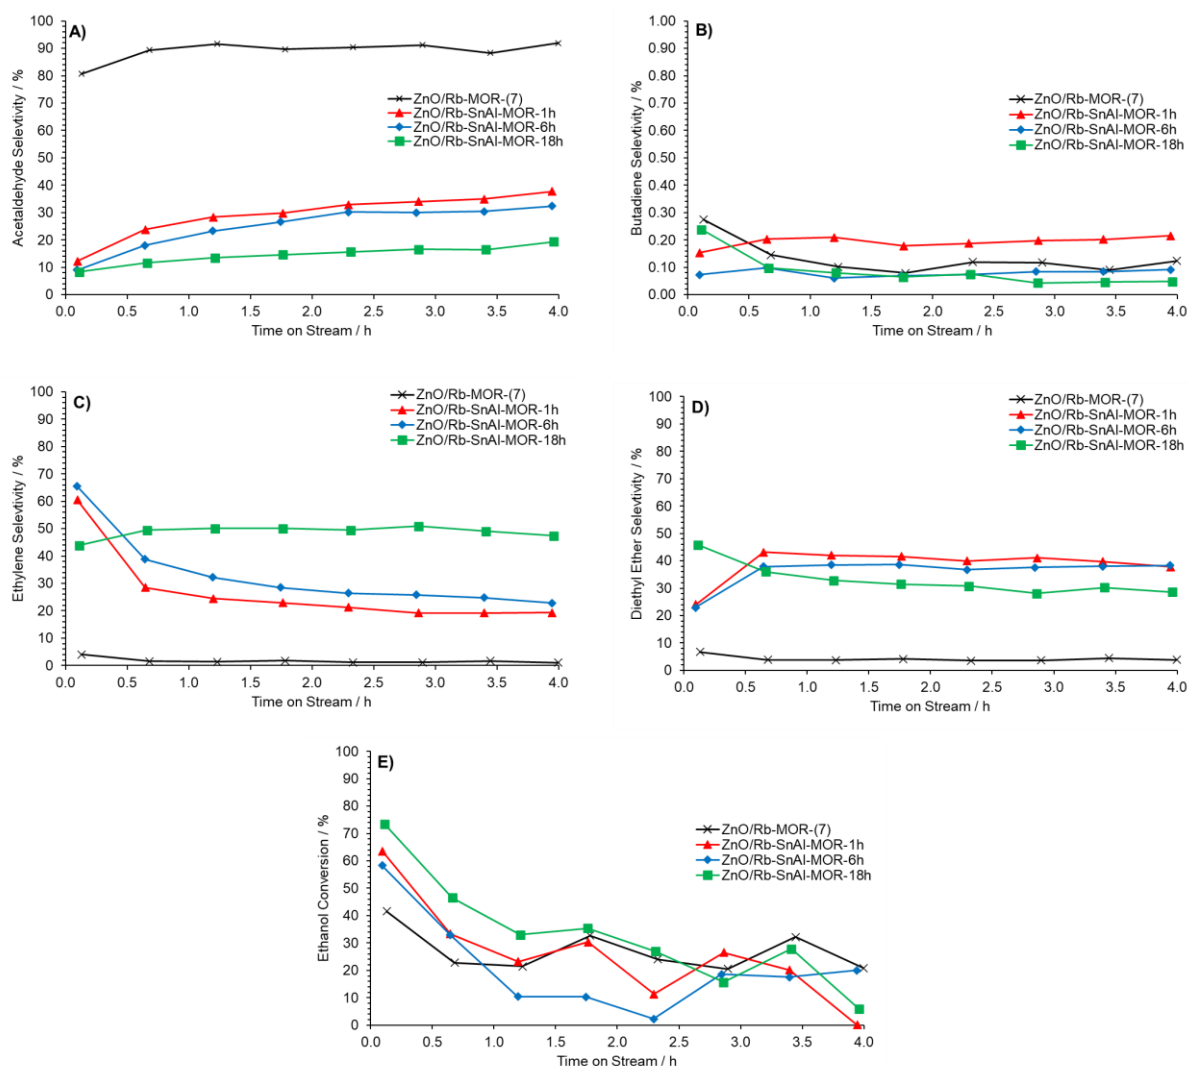 A)
100
90
80
70
60
50
40
30
20
10
0
Acetaldehyde Selevtivity / %
ZnO/Rb-MOR-(7)
ZnO/Rb-SnAl-MOR-1h
ZnO/Rb-SnAl-MOR-6h
ZnO/Rb-SnAl-MOR-18h
0.0 0.5 1.0 1.5 2.0 2.5 3.0 3.5 4.0
Time on Stream / h
B)
1.00
0.90
0.80
0.70
0.60
0.50
0.40
0.30
0.20
0.10
0.00
Butadiene Selevtivity / %
ZnO/Rb-MOR-(7)
ZnO/Rb-SnAl-MOR-1h
ZnO/Rb-SnAl-MOR-6h
ZnO/Rb-SnAl-MOR-18h
0.0 0.5 1.0 1.5 2.0 2.5 3.0 3.5 4.0
Time on Stream / h
C)
100
90
80
70
60
50
40
30
20
10
0
Ethylene Selevtivity / %
ZnO/Rb-MOR-(7)
ZnO/Rb-SnAl-MOR-1h
ZnO/Rb-SnAl-MOR-6h
ZnO/Rb-SnAl-MOR-18h
0.0 0.5 1.0 1.5 2.0 2.5 3.0 3.5 4.0
Time on Stream / h
D)
100
90
80
70
60
50
40
30
20
10
0
Diethyl Ether Selevtivity / %
ZnO/Rb-MOR-(7)
ZnO/Rb-SnAl-MOR-1h
ZnO/Rb-SnAl-MOR-6h
ZnO/Rb-SnAl-MOR-18h
0.0 0.5 1.0 1.5 2.0 2.5 3.0 3.5 4.0
Time on Stream / h
E)
100
90
80
70
60
50
40
30
20
10
0
Ethanol Conversion / %
ZnO/Rb-MOR-(7)
ZnO/Rb-SnAl-MOR-1h
ZnO/Rb-SnAl-MOR-6h
ZnO/Rb-SnAl-MOR-18h
0.0 0.5 1.0 1.5 2.0 2.5 3.0 3.5 4.0
Time on Stream / h